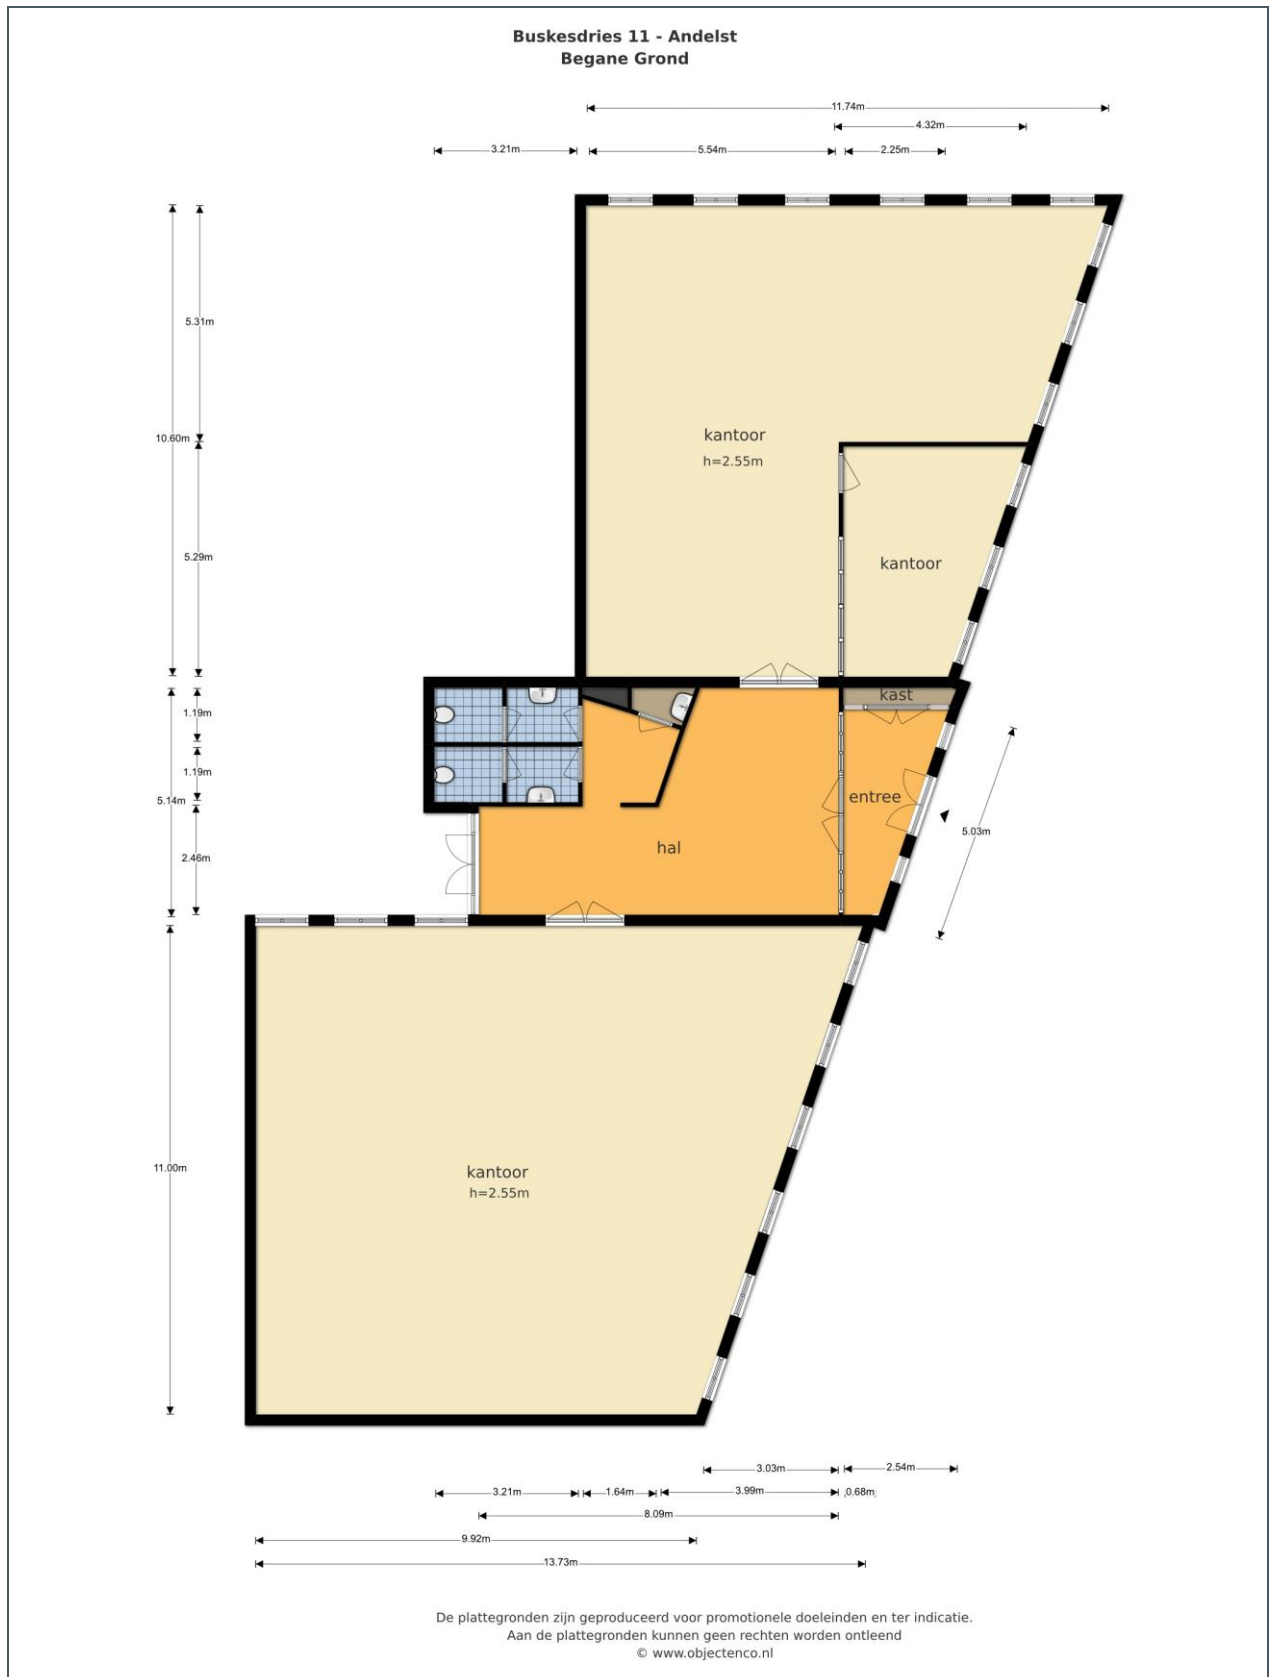 Buskesdries 11 - Andelst
Begane Grond
11.74m
4.32m
3.21m
5.54m
2.25m
5.31m
10.60m
kantoor
h=2.55m
5.29m
kantoor
kast
1.19m
1.19m
5.14m
entree
5.03m
hal
2.46m
11.00m
kantoor
h=2.55m
3.03m
2.54m
3.21m
1.64m
3.99m
0.68m
8.09m
9.92m
13.73m
De plattegronden zijn geproduceerd voor promotionele doeleinden en ter indicatie.
Aan de plattegronden kunnen geen rechten worden ontleend
© www.objectenco.nl